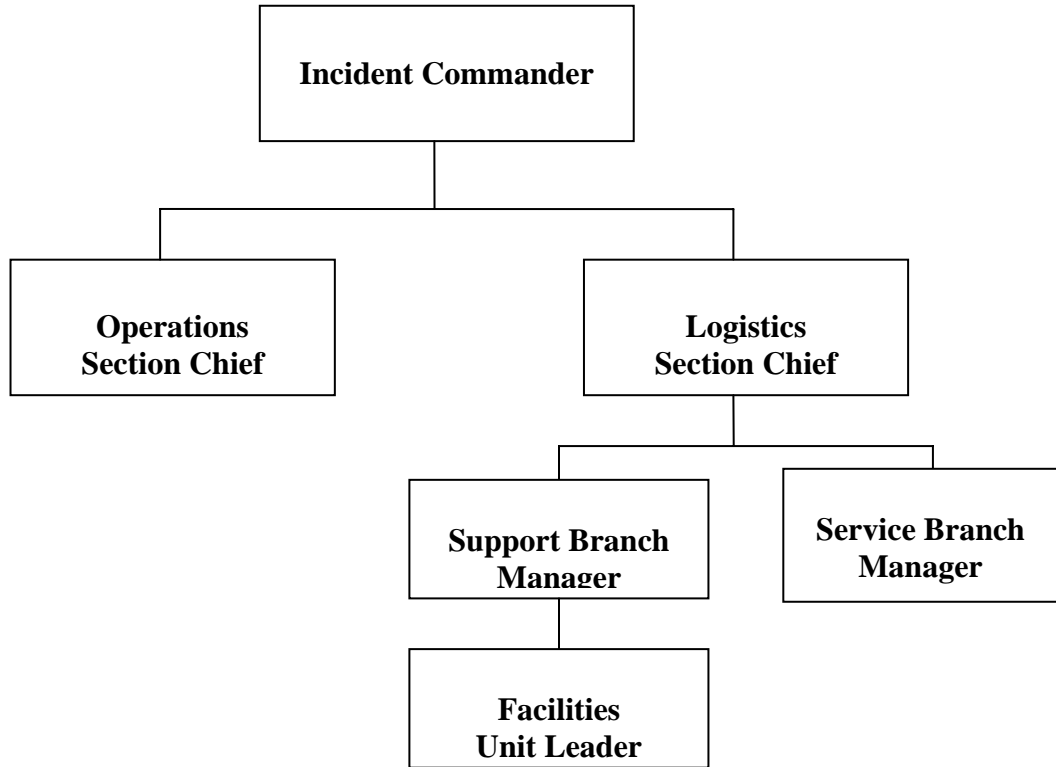 Incident Commander
Operations
Section Chief
Logistics
Section Chief
Support Branch
Manager
Service Branch
Manager
Facilities
Unit Leader